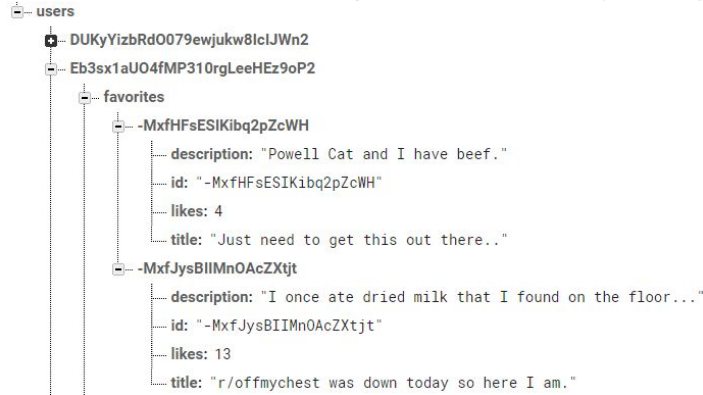 users
DUKyYizbRdO079ewjukw8IcIJWn2
Eb3sx1aUO4fMP310rgLeeHEz9oP2
favorites
-MxfHFsESIKibq2pZcWH
description: "Powell Cat and I have beef."
id: "-MxfHFsESIKibq2pZcWH"
likes: 4
title: "Just need to get this out there.."
-MxfJysBIIMnOAcZXtjt
description: "I once ate dried milk that I found on the floor..."
id: "-MxfJysBIIMnOAcZXtjt"
likes: 13
title: "r/offmychest was down today so here I am."